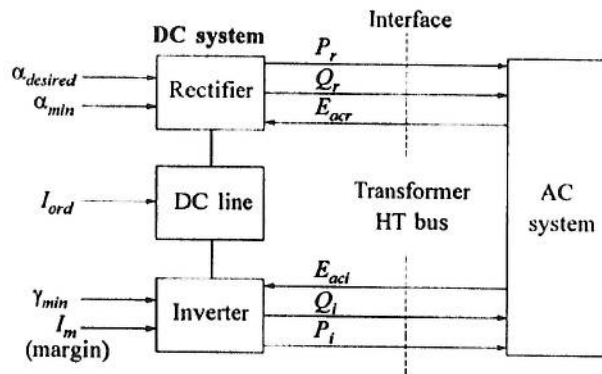 Interface
DC system
P_r
α_desired
Rectifier
Q_r
α_min
E_acr
I_ord
DC line
Transformer
HT bus
AC
system
E_aci
γ_min
Inverter
Q_i
I_m
P_i
(margin)